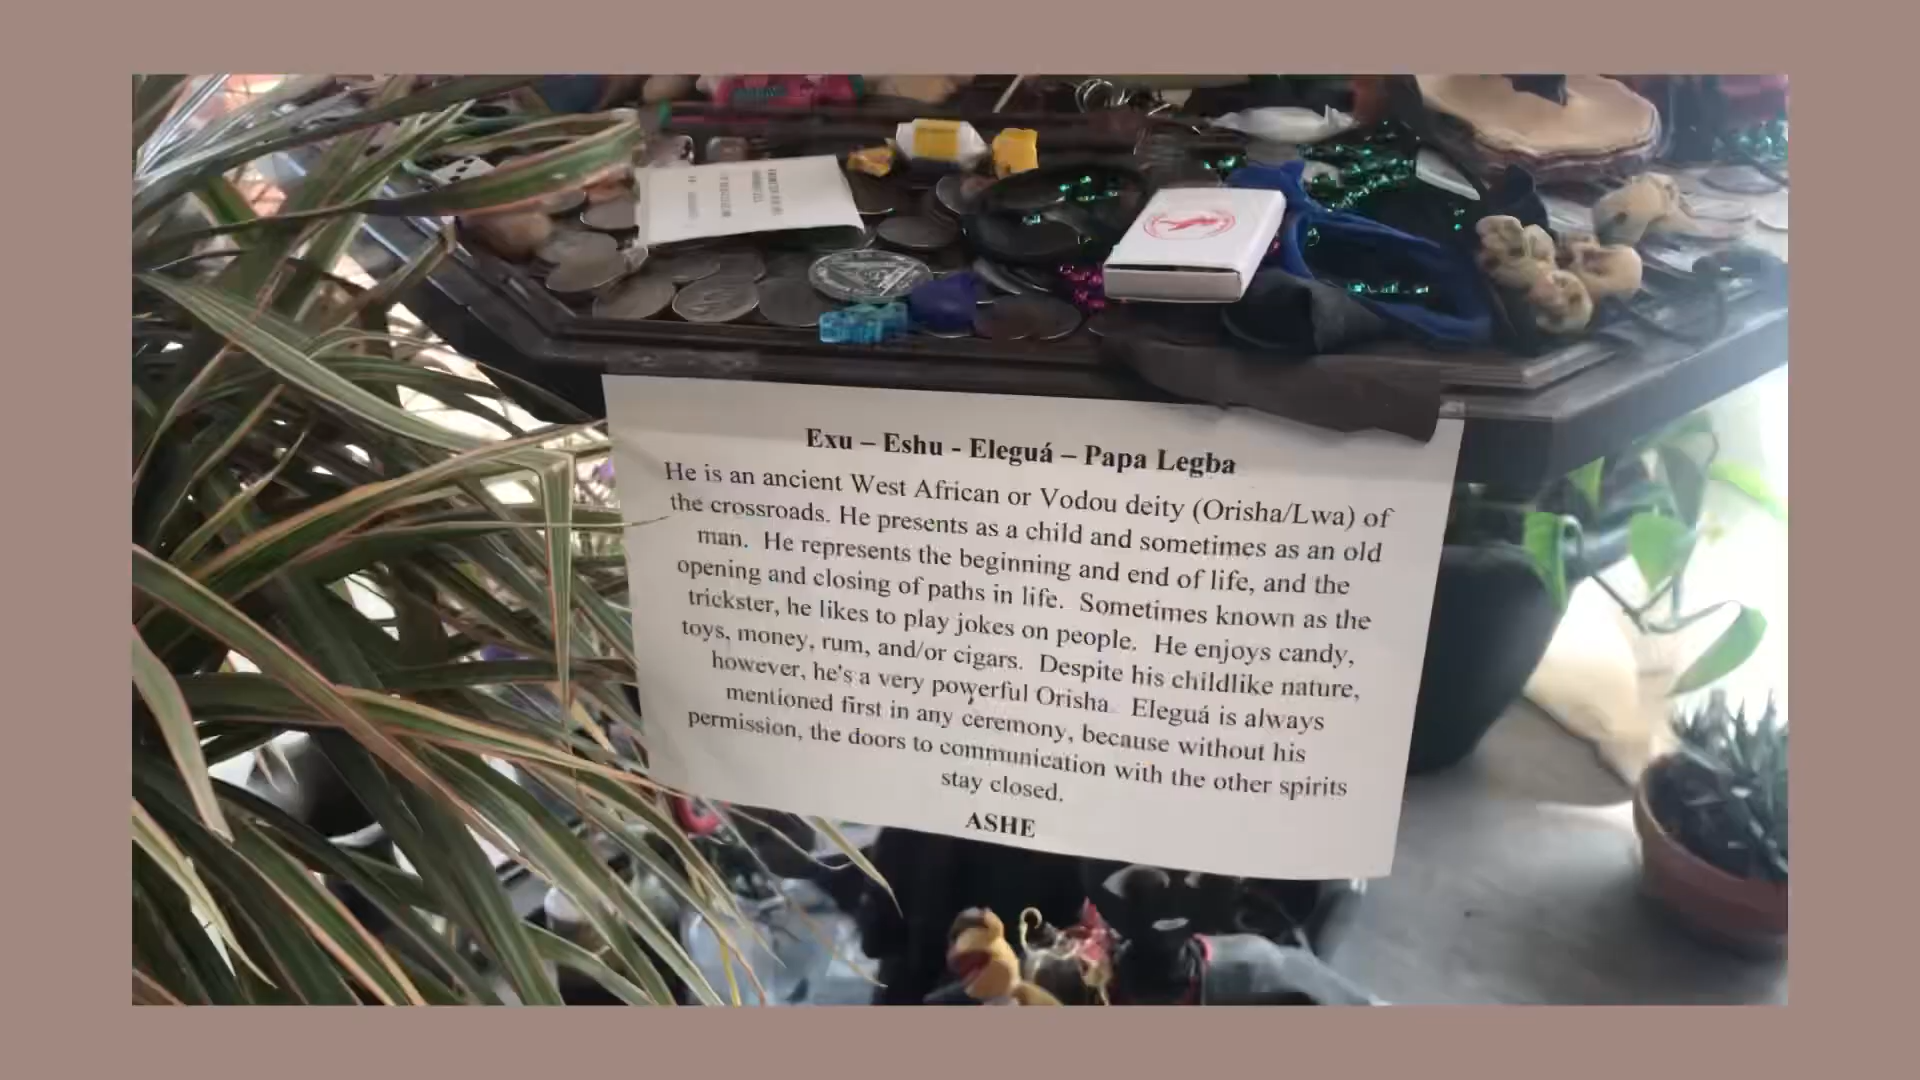 Exu – Eshu - Eleguá – Papa Legba
He is an ancient West African or Vodou deity (Orisha/Lwa) of
the crossroads. He presents as a child and sometimes as an old
man. He represents the beginning and end of life, and the
opening and closing of paths in life. Sometimes known as the
trickster, he likes to play jokes on people. He enjoys candy,
toys, money, rum, and/or cigars. Despite his childlike nature,
however, he's a very powerful Orisha. Eleguá is always
mentioned first in any ceremony, because without his
permission, the doors to communication with the other spirits
stay closed.
ASHE